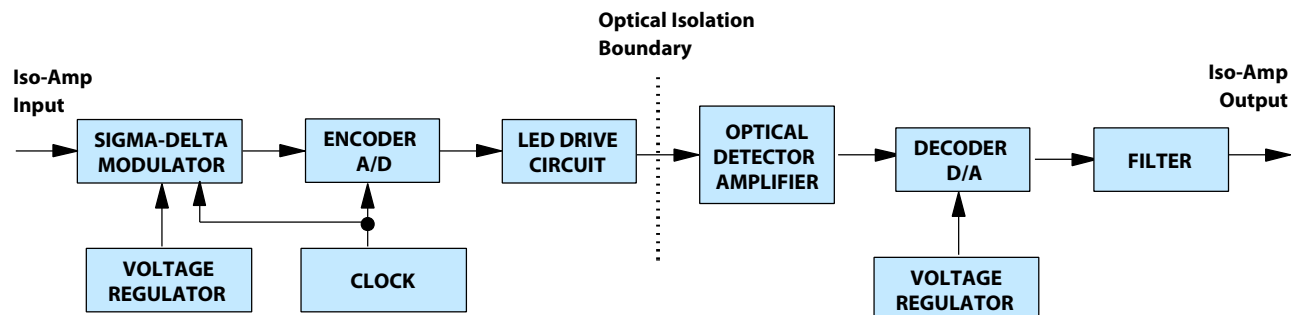 Optical Isolation
Boundary
Iso-Amp
Input
Iso-Amp
Output
SIGMA-DELTA
MODULATOR
ENCODER
A/D
LED DRIVE
CIRCUIT
OPTICAL
DETECTOR
AMPLIFIER
DECODER
D/A
FILTER
VOLTAGE
REGULATOR
CLOCK
VOLTAGE
REGULATOR